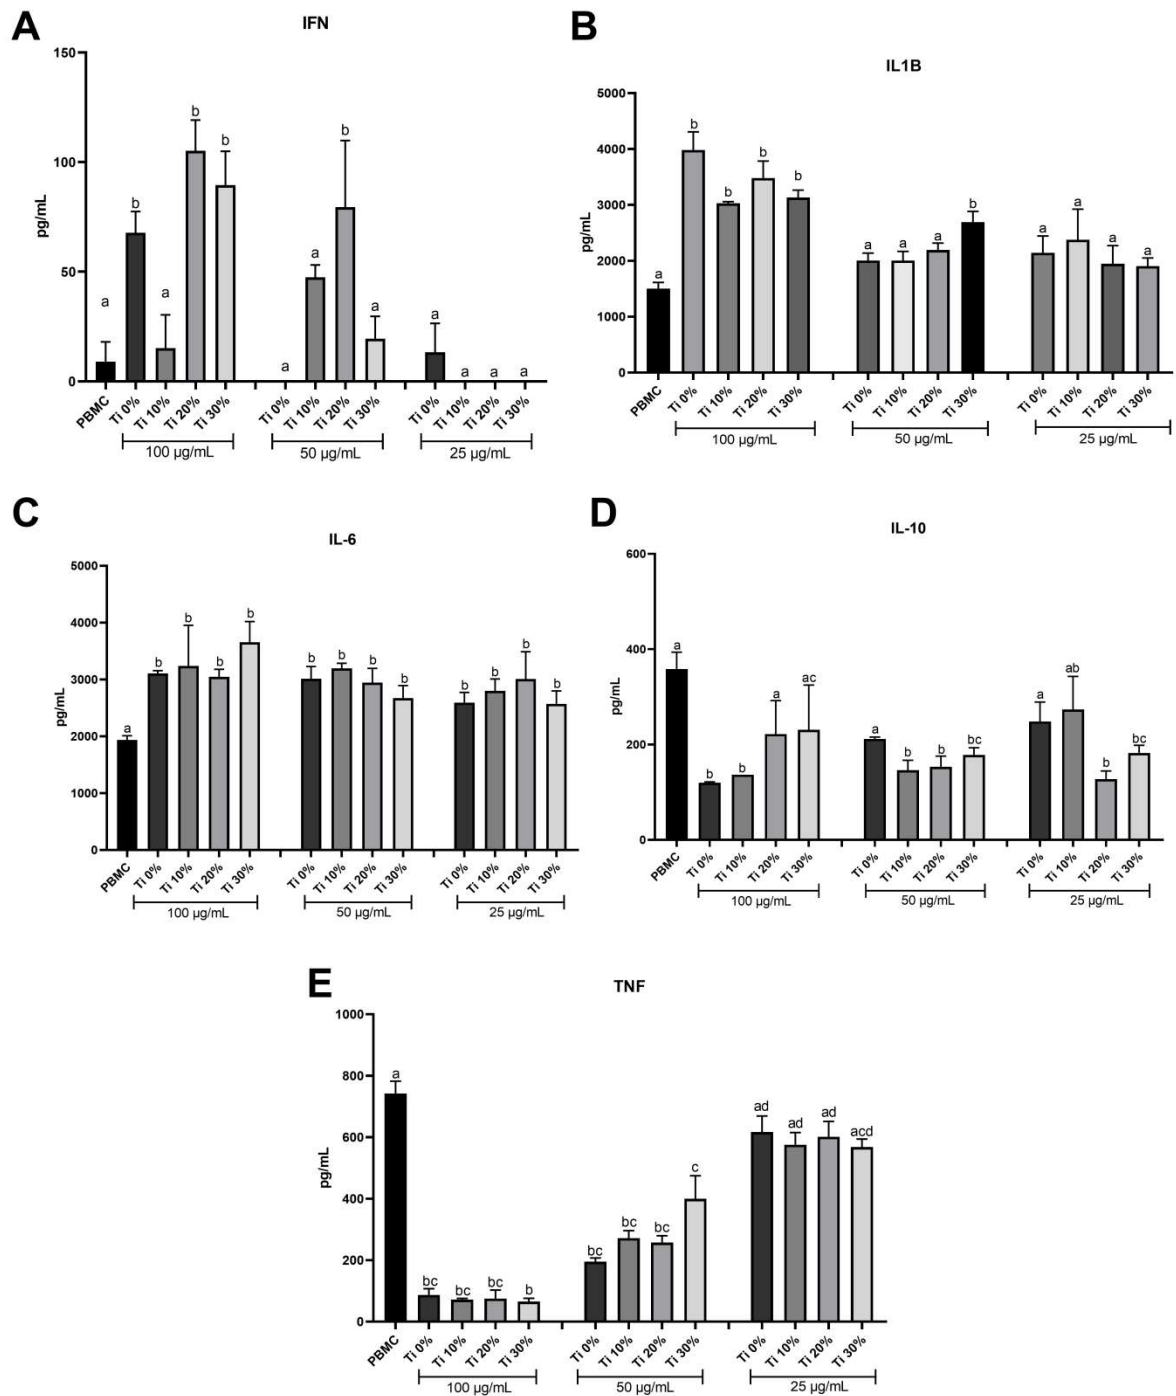 A
IFN
150
100
50
0
pg/mL
a
b
a
b
b
a
a
b
a
a
a
a
a
PBMC
Ti 0%
Ti 10%
Ti 20%
Ti 30%
Ti 0%
Ti 10%
Ti 20%
Ti 30%
Ti 0%
Ti 10%
Ti 20%
Ti 30%
100 µg/mL
50 µg/mL
25 µg/mL
B
IL1B
5000
4000
3000
2000
1000
0
pg/mL
a
b
b
b
b
a
a
a
b
a
a
a
a
PBMC
Ti 0%
Ti 10%
Ti 20%
Ti 30%
Ti 0%
Ti 10%
Ti 20%
Ti 30%
Ti 0%
Ti 10%
Ti 20%
Ti 30%
100 µg/mL
50 µg/mL
25 µg/mL
C
IL-6
5000
4000
3000
2000
1000
0
pg/mL
a
b
b
b
b
b
b
b
b
b
b
b
b
PBMC
Ti 0%
Ti 10%
Ti 20%
Ti 30%
Ti 0%
Ti 10%
Ti 20%
Ti 30%
Ti 0%
Ti 10%
Ti 20%
Ti 30%
100 µg/mL
50 µg/mL
25 µg/mL
D
IL-10
600
400
200
0
pg/mL
a
b
b
a
ac
a
b
b
bc
a
ab
b
bc
PBMC
Ti 0%
Ti 10%
Ti 20%
Ti 30%
Ti 0%
Ti 10%
Ti 20%
Ti 30%
Ti 0%
Ti 10%
Ti 20%
Ti 30%
100 µg/mL
50 µg/mL
25 µg/mL
E
TNF
1000
800
600
400
200
0
pg/mL
a
bc
bc
bc
b
bc
bc
bc
c
ad
ad
ad
acd
PBMC
Ti 0%
Ti 10%
Ti 20%
Ti 30%
Ti 0%
Ti 10%
Ti 20%
Ti 30%
Ti 0%
Ti 10%
Ti 20%
Ti 30%
100 µg/mL
50 µg/mL
25 µg/mL